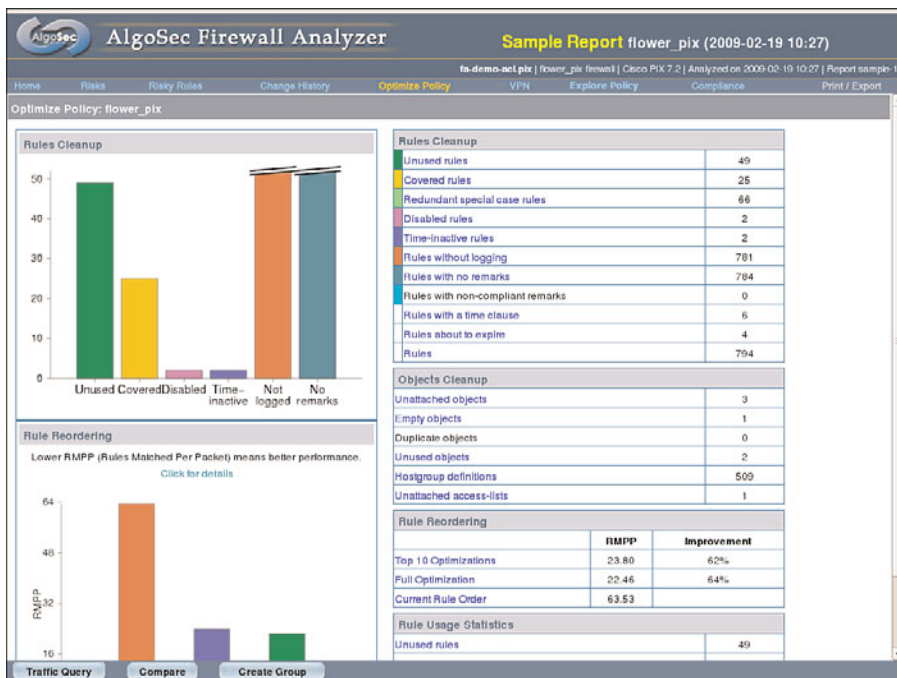 AlgoSec AlgoSec Firewall Analyzer
Sample Report flower_pix (2009-02-19 10:27)
fa-demo-acl.pix | flower_pix firewall | Cisco PIX 7.2 | Analyzed on 2009-02-19 10:27 | Report sample-1
Home Risks Risky Rules Change History Optimize Policy VPN Explore Policy Compliance Print / Export
Optimize Policy: flower_pix
Rules Cleanup
50
40
30
20
10
0
Unused Covered Disabled Time-inactive Not logged No remarks
Rule Reordering
Lower RMPP (Rules Matched Per Packet) means better performance.
Click for details
64
48
32
16
RMPP
Rules Cleanup
Unused rules 49
Covered rules 25
Redundant special case rules 66
Disabled rules 2
Time-inactive rules 2
Rules without logging 781
Rules with no remarks 784
Rules with non-compliant remarks 0
Rules with a time clause 6
Rules about to expire 4
Rules 794
Objects Cleanup
Unattached objects 3
Empty objects 1
Duplicate objects 0
Unused objects 2
Hostgroup definitions 509
Unattached access-lists 1
Rule Reordering
RMPP Improvement
Top 10 Optimizations 23.80 62%
Full Optimization 22.46 64%
Current Rule Order 63.53
Rule Usage Statistics
Unused rules 49
Traffic Query Compare Create Group